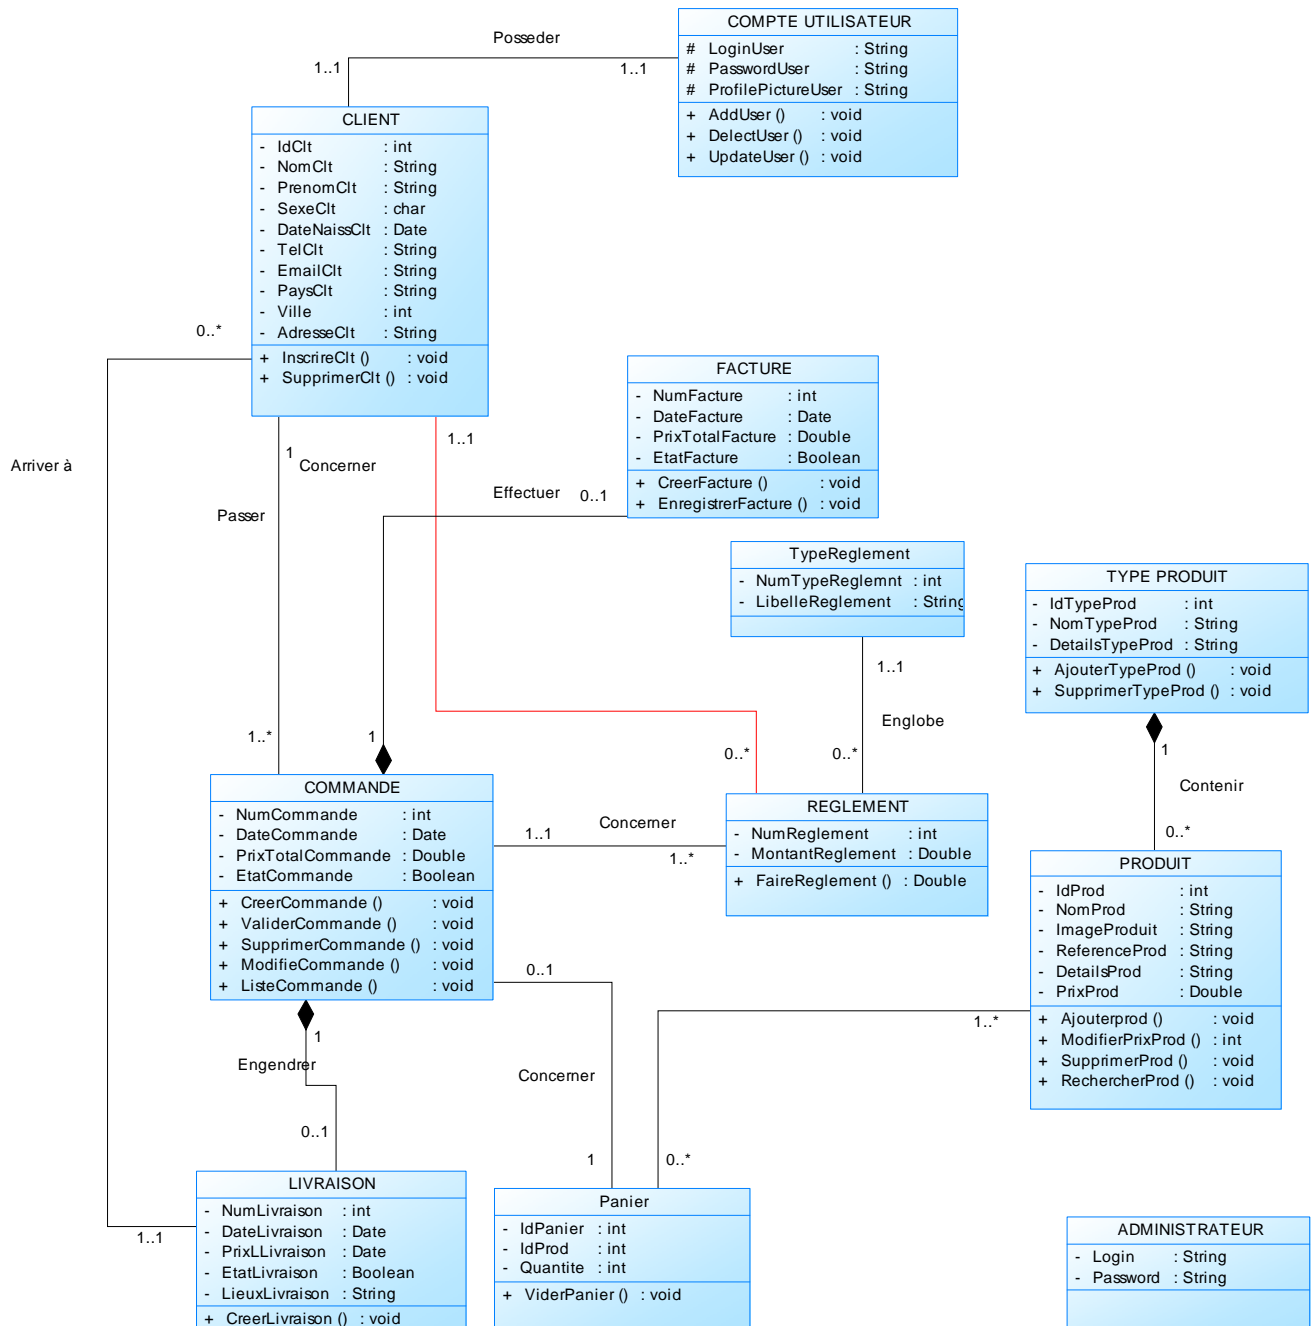 COMPTE UTILISATEUR
# LoginUser : String
# PasswordUser : String
# ProfilePictureUser : String
+ AddUser () : void
+ DelectUser () : void
+ UpdateUser () : void
Posseder
1..1
1..1
CLIENT
- IdClt : int
- NomClt : String
- PrenomClt : String
- SexeClt : char
- DateNaissClt : Date
- TelClt : String
- EmailClt : String
- PaysClt : String
- Ville : int
- AdresseClt : String
+ InscrireClt () : void
+ SupprimerClt () : void
0..*
Arriver à
1
Concerner
1..1
Passer
FACTURE
- NumFacture : int
- DateFacture : Date
- PrixTotalFacture : Double
- EtatFacture : Boolean
+ CreerFacture () : void
+ EnregistrerFacture () : void
Effectuer
0..1
TypeReglement
- NumTypeReglemnt : int
- LibelleReglement : String
1..1
Englobe
0..*
0..*
TYPE PRODUIT
- IdTypeProd : int
- NomTypeProd : String
- DetailsTypeProd : String
+ AjouterTypeProd () : void
+ SupprimerTypeProd () : void
1
Contenir
0..*
1..*
1
COMMANDE
- NumCommande : int
- DateCommande : Date
- PrixTotalCommande : Double
- EtatCommande : Boolean
+ CreerCommande () : void
+ ValiderCommande () : void
+ SupprimerCommande () : void
+ ModifieCommande () : void
+ ListeCommande () : void
1..1
Concerner
1..*
REGLEMENT
- NumReglement : int
- MontantReglement : Double
+ FaireReglement () : Double
PRODUIT
- IdProd : int
- NomProd : String
- ImageProduit : String
- ReferenceProd : String
- DetailsProd : String
- PrixProd : Double
+ Ajouterprod () : void
+ ModifierPrixProd () : int
+ SupprimerProd () : void
+ RechercherProd () : void
0..1
1..*
1
Engendrer
0..1
Concerner
1
0..*
LIVRAISON
- NumLivraison : int
- DateLivraison : Date
- PrixLLivraison : Date
- EtatLivraison : Boolean
- LieuxLivraison : String
+ CreerLivraison () : void
1..1
Panier
- IdPanier : int
- IdProd : int
- Quantite : int
+ ViderPanier () : void
ADMINISTRATEUR
- Login : String
- Password : String